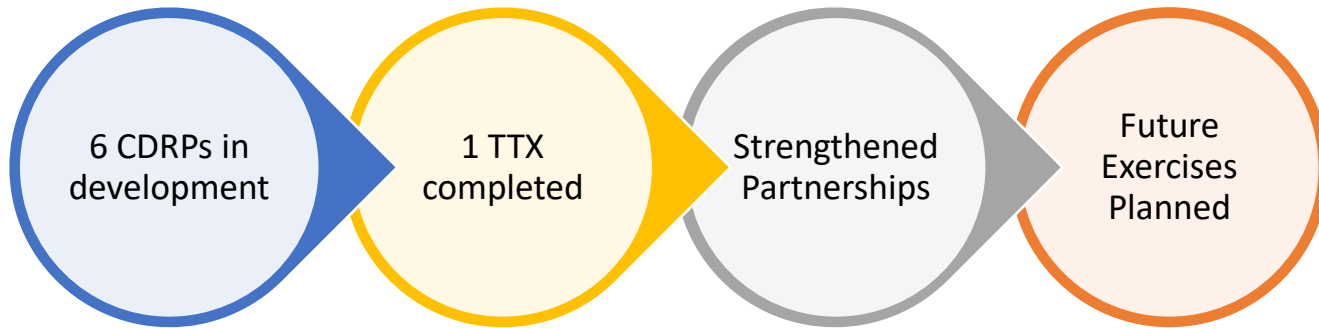 6 CDRPs in
development
1 TTX
completed
Strengthened
Partnerships
Future
Exercises
Planned